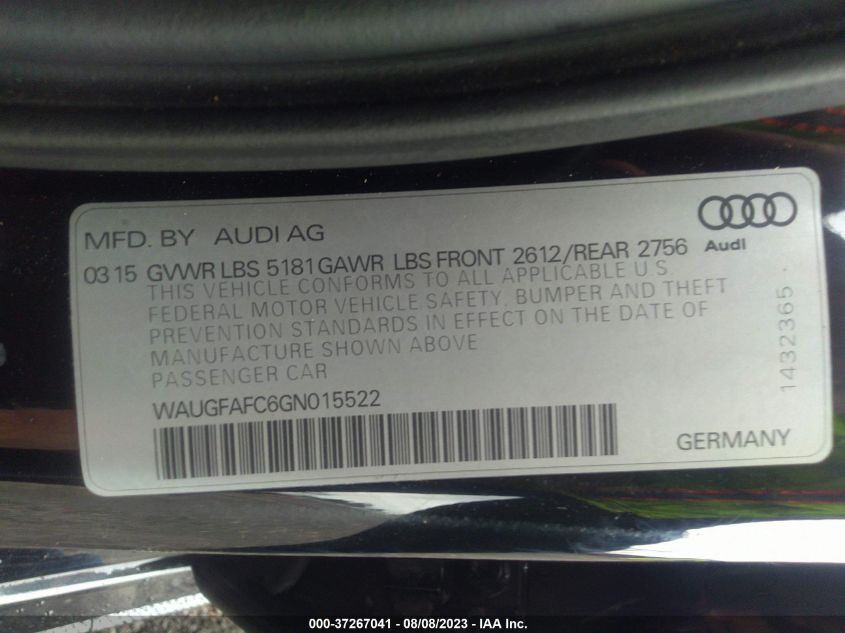 MFD. BY AUDI AG
Audi
03 15 GVWR LBS 5181 GAWR LBS FRONT 2612/REAR 2756
THIS VEHICLE CONFORMS TO ALL APPLICABLE U.S.
FEDERAL MOTOR VEHICLE SAFETY, BUMPER AND THEFT
PREVENTION STANDARDS IN EFFECT ON THE DATE OF
MANUFACTURE SHOWN ABOVE
PASSENGER CAR
WAUGFAFC6GN015522
GERMANY
1432365
000-37267041 - 08/08/2023 - IAA Inc.